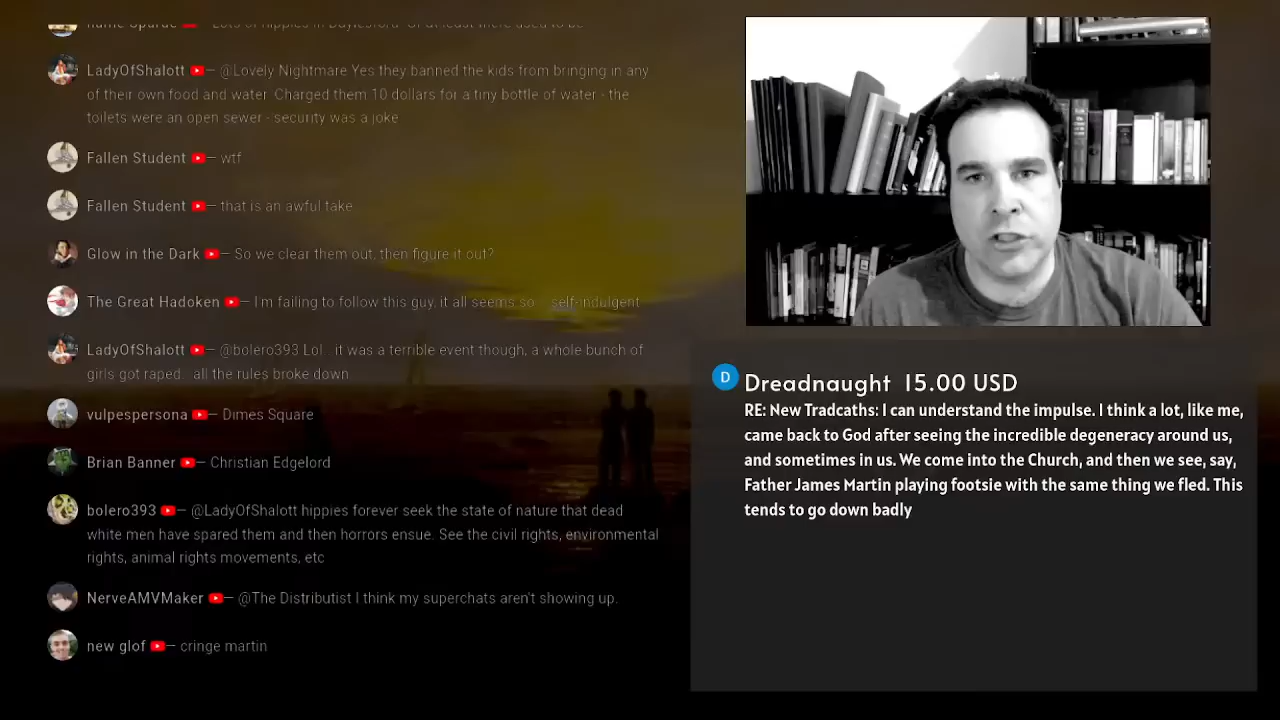 LadyOfShalott — @Lovely Nightmare Yes they banned the kids from bringing in any
of their own food and water. Charged them 10 dollars for a tiny bottle of water - the
toilets were an open sewer - security was a joke
Fallen Student — wtf
Fallen Student — that is an awful take
Glow in the Dark — So we clear them out, then figure it out?
The Great Hadoken — I'm failing to follow this guy, it all seems so... self-indulgent
LadyOfShalott — @bolero393 Lol.. it was a terrible event though, a whole bunch of
girls got raped.. all the rules broke down
vulpespersona — Dimes Square
Brian Banner — Christian Edgelord
bolero393 — @LadyOfShalott hippies forever seek the state of nature that dead
white men have spared them and then horrors ensue. See the civil rights, environmental
rights, animal rights movements, etc
NerveAMVMaker — @The Distributist I think my superchats aren't showing up.
new glof — cringe martin
D
Dreadnaught 15.00 USD
RE: New Tradcaths: I can understand the impulse. I think a lot, like me,
came back to God after seeing the incredible degeneracy around us,
and sometimes in us. We come into the Church, and then we see, say,
Father James Martin playing footsie with the same thing we fled. This
tends to go down badly